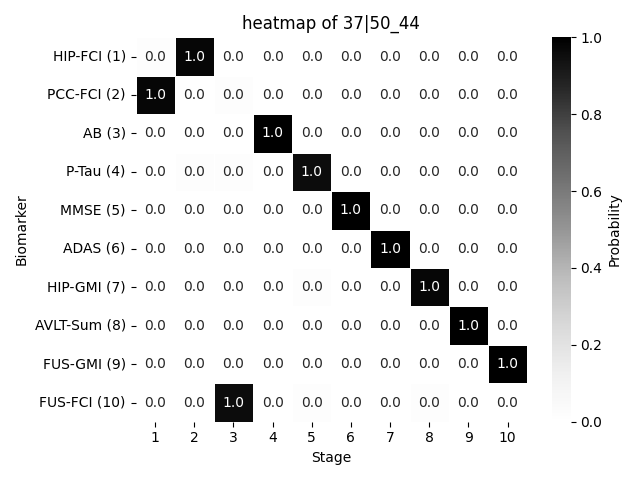 heatmap of 37|50_44
HIP-FCI (1) 0.0 1.0 0.0 0.0 0.0 0.0 0.0 0.0 0.0 0.0
PCC-FCI (2) 1.0 0.0 0.0 0.0 0.0 0.0 0.0 0.0 0.0 0.0
AB (3) 0.0 0.0 0.0 1.0 0.0 0.0 0.0 0.0 0.0 0.0
P-Tau (4) 0.0 0.0 0.0 0.0 1.0 0.0 0.0 0.0 0.0 0.0
MMSE (5) 0.0 0.0 0.0 0.0 0.0 1.0 0.0 0.0 0.0 0.0
ADAS (6) 0.0 0.0 0.0 0.0 0.0 0.0 1.0 0.0 0.0 0.0
HIP-GMI (7) 0.0 0.0 0.0 0.0 0.0 0.0 0.0 1.0 0.0 0.0
AVLT-Sum (8) 0.0 0.0 0.0 0.0 0.0 0.0 0.0 0.0 1.0 0.0
FUS-GMI (9) 0.0 0.0 0.0 0.0 0.0 0.0 0.0 0.0 0.0 1.0
FUS-FCI (10) 0.0 0.0 1.0 0.0 0.0 0.0 0.0 0.0 0.0 0.0
1 2 3 4 5 6 7 8 9 10
Stage
Biomarker
1.0
0.8
0.6
0.4
0.2
0.0
Probability